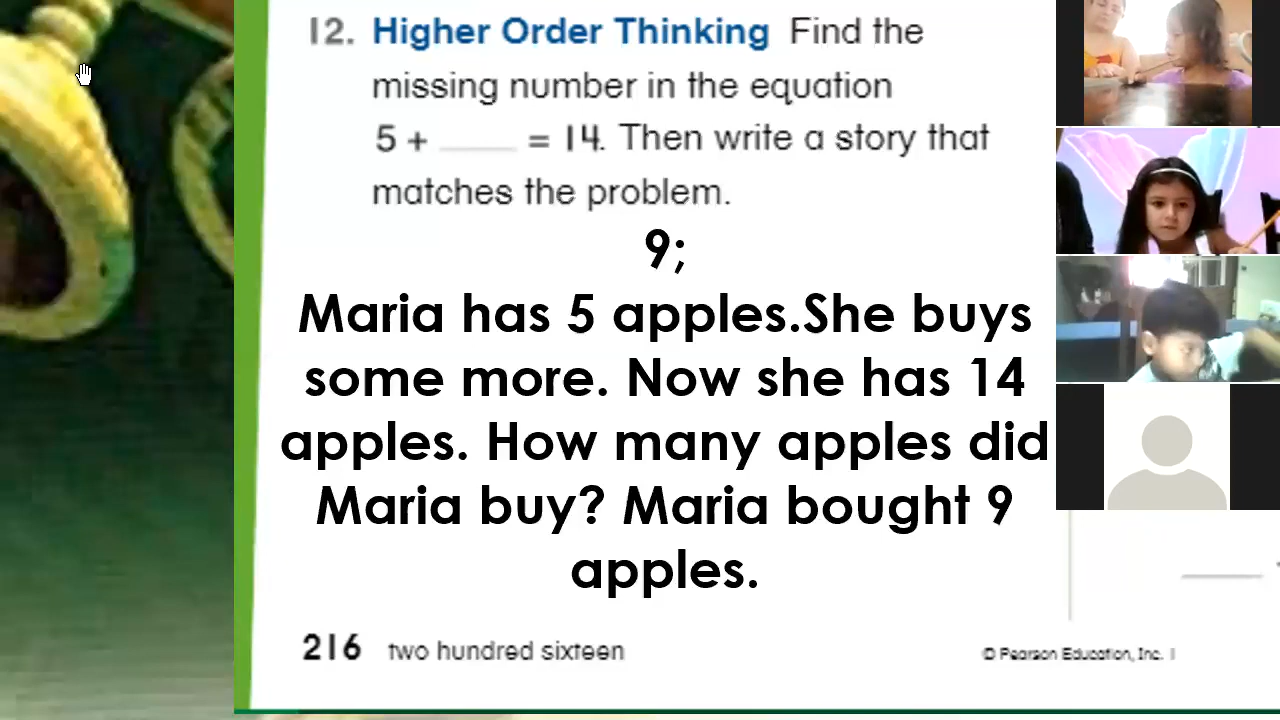 12. Higher Order Thinking Find the
missing number in the equation
5 + ____ = 14. Then write a story that
matches the problem.
9;
Maria has 5 apples.She buys
some more. Now she has 14
apples. How many apples did
Maria buy? Maria bought 9
apples.
216 two hundred sixteen
© Pearson Education, Inc. 1